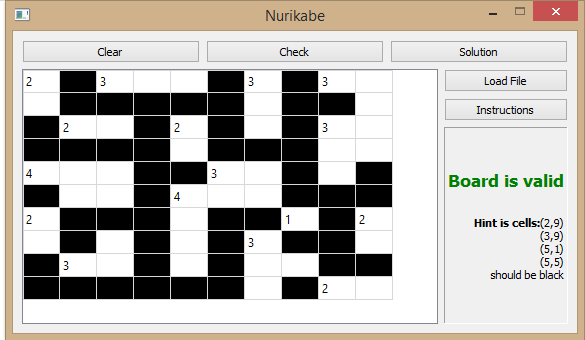 Nurikabe
Clear Check Solution
Load File
Instructions
2 3 3 3
2 2 3
4 3
4
2 1 2
3
3
2
Board is valid
Hint is cells:(2,9)
(3,9)
(5,1)
(5,5)
should be black